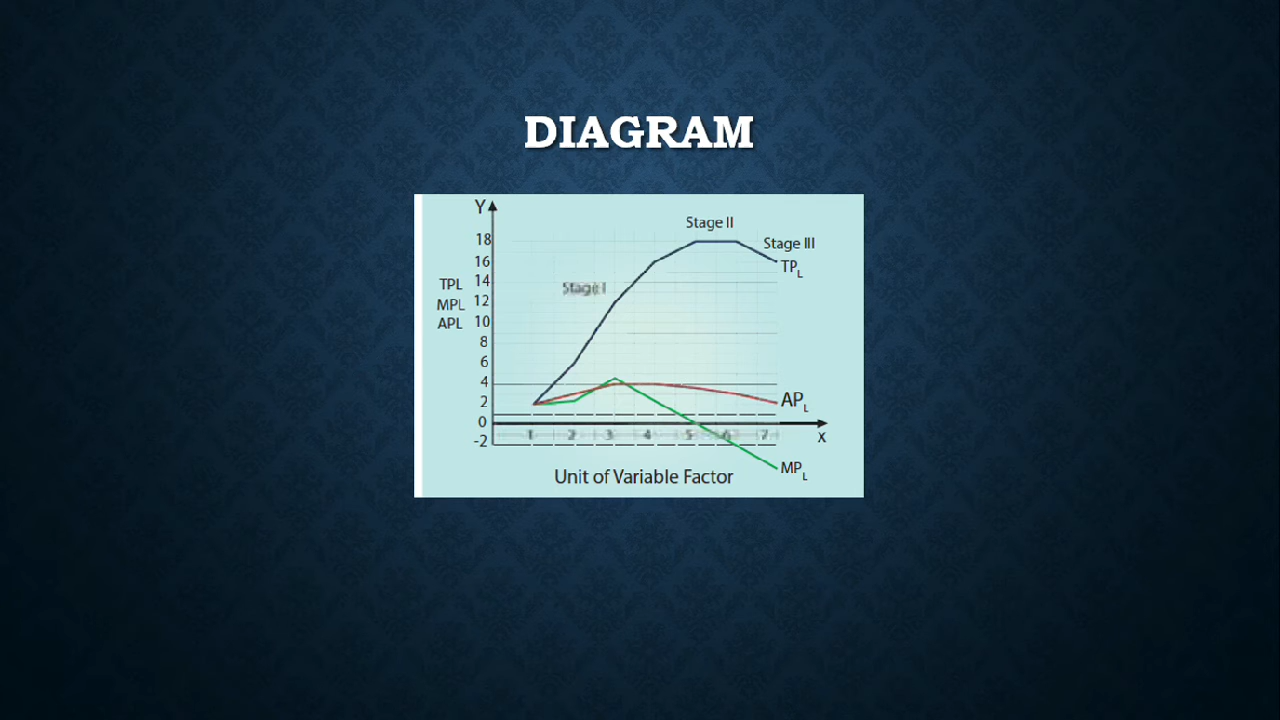 DIAGRAM
Y
18
16
14
12
10
8
6
4
2
0
-2
TPL
MPL
APL
Stage I
Stage II
Stage III
TPL
APL
MPL
1 2 3 4 5 6 7
X
Unit of Variable Factor